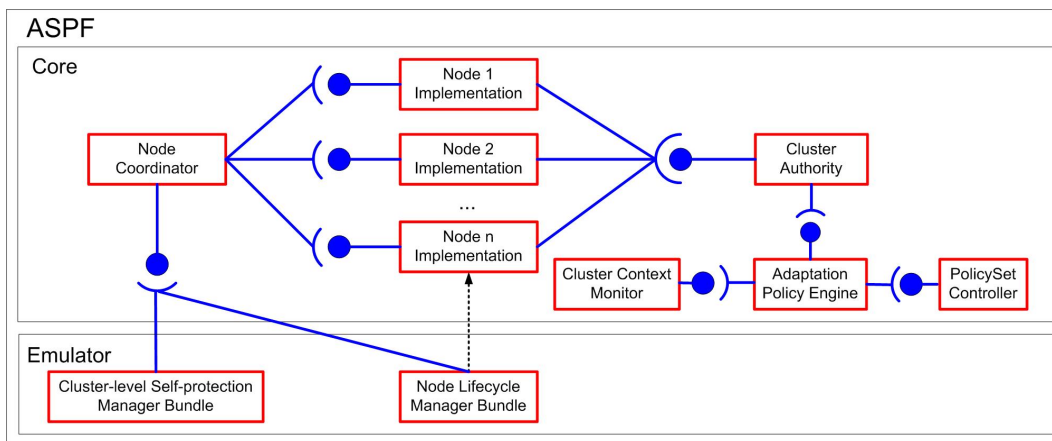 ASPF
Core
Node 1
Implementation
Node
Coordinator
Node 2
Implementation
Cluster
Authority
...
Node n
Implementation
Cluster Context
Monitor
Adaptation
Policy Engine
PolicySet
Controller
Emulator
Cluster-level Self-protection
Manager Bundle
Node Lifecycle
Manager Bundle